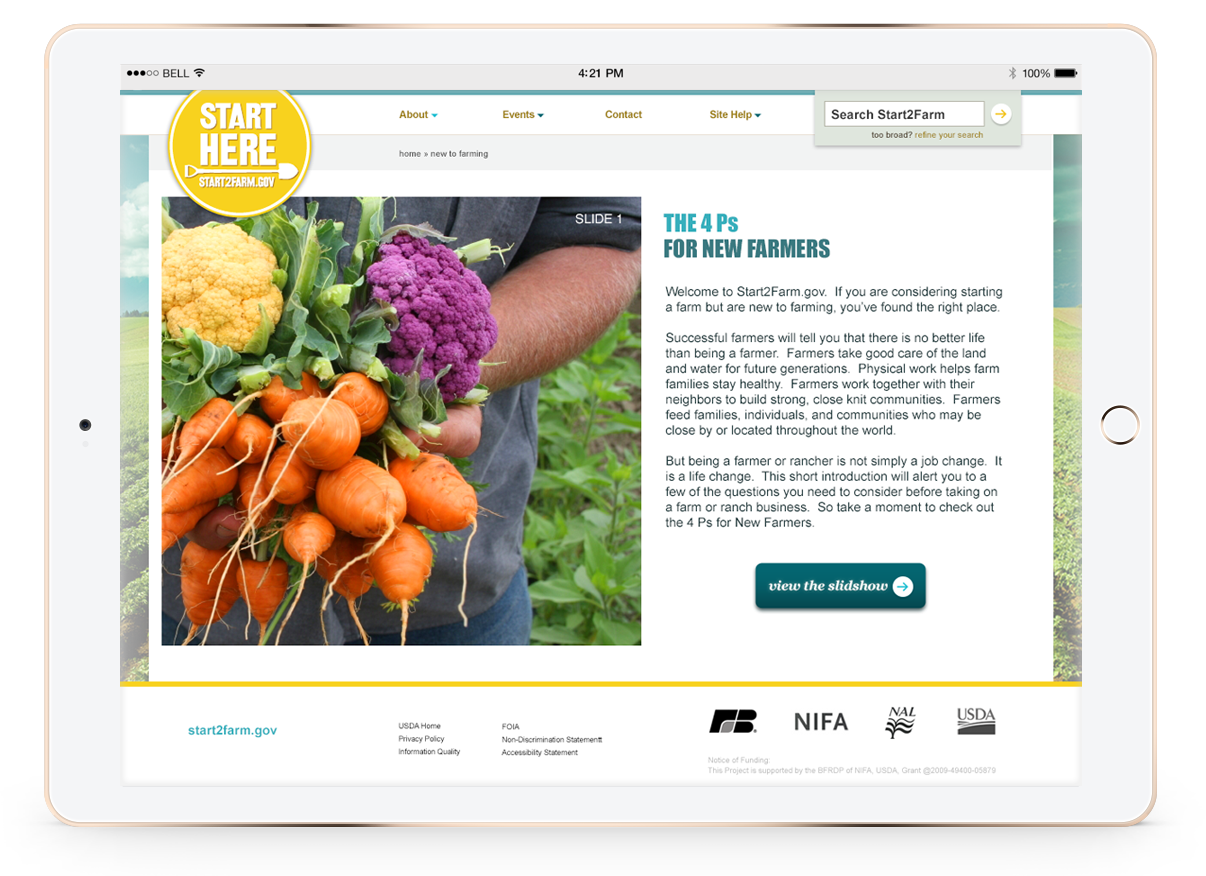 BELL
4:21 PM
100%
START
HERE
START2FARM.GOV
About
Events
Contact
Site Help
Search Start2Farm
too broad? refine your search
home » new to farming
SLIDE 1
THE 4 Ps
FOR NEW FARMERS
Welcome to Start2Farm.gov. If you are considering starting
a farm but are new to farming, you've found the right place.
Successful farmers will tell you that there is no better life
than being a farmer. Farmers take good care of the land
and water for future generations. Physical work helps farm
families stay healthy. Farmers work together with their
neighbors to build strong, close knit communities. Farmers
feed families, individuals, and communities who may be
close by or located throughout the world.
But being a farmer or rancher is not simply a job change. It
is a life change. This short introduction will alert you to a
few of the questions you need to consider before taking on
a farm or ranch business. So take a moment to check out
the 4 Ps for New Farmers.
view the slidshow
start2farm.gov
USDA Home
Privacy Policy
Information Quality
FOIA
Non-Discrimination Statement
Accessibility Statement
FB
NIFA
NAL
USDA
Notice of Funding:
This Project is supported by the BFRDP of NIFA, USDA, Grant @2009-49400-05879